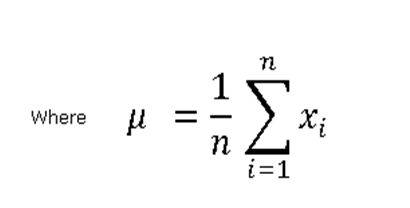 Where μ = 1/n ∑_{i=1}^{n} x_i